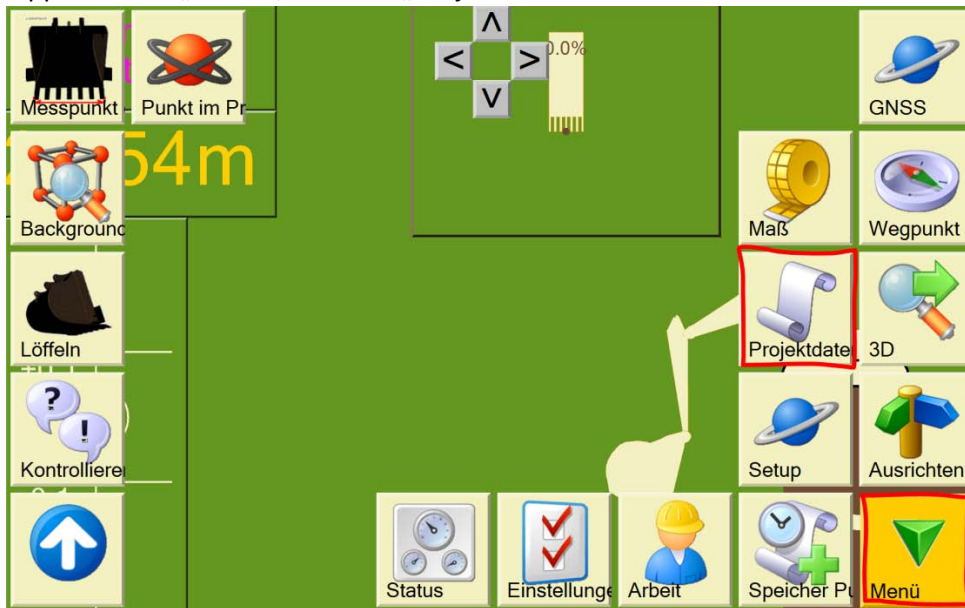 Messpunkt
Punkt im Pr
0.0%
GNSS
54m
Background
Maß
Wegpunkt
Löffeln
Projektdate
3D
Kontrolliere
Setup
Ausrichten
Status
Einstellunge
Arbeit
Speicher Pu
Menü